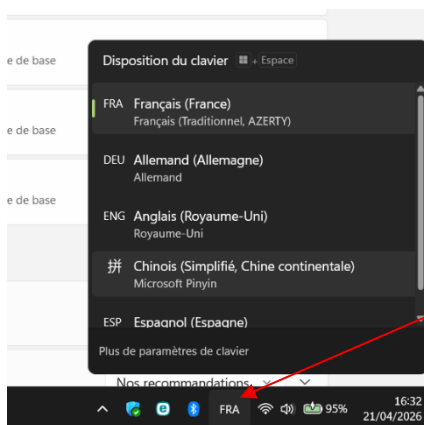 e de base
Disposition du clavier + Espace
FRA Français (France)
Français (Traditionnel, AZERTY)
e de base
DEU Allemand (Allemagne)
Allemand
e de base
ENG Anglais (Royaume-Uni)
Royaume-Uni
拼 Chinois (Simplifié, Chine continentale)
Microsoft Pinyin
ESP Espagnol (Espagne)
Plus de paramètres de clavier
Nos recommandations
FRA 95% 16:32
21/04/2026